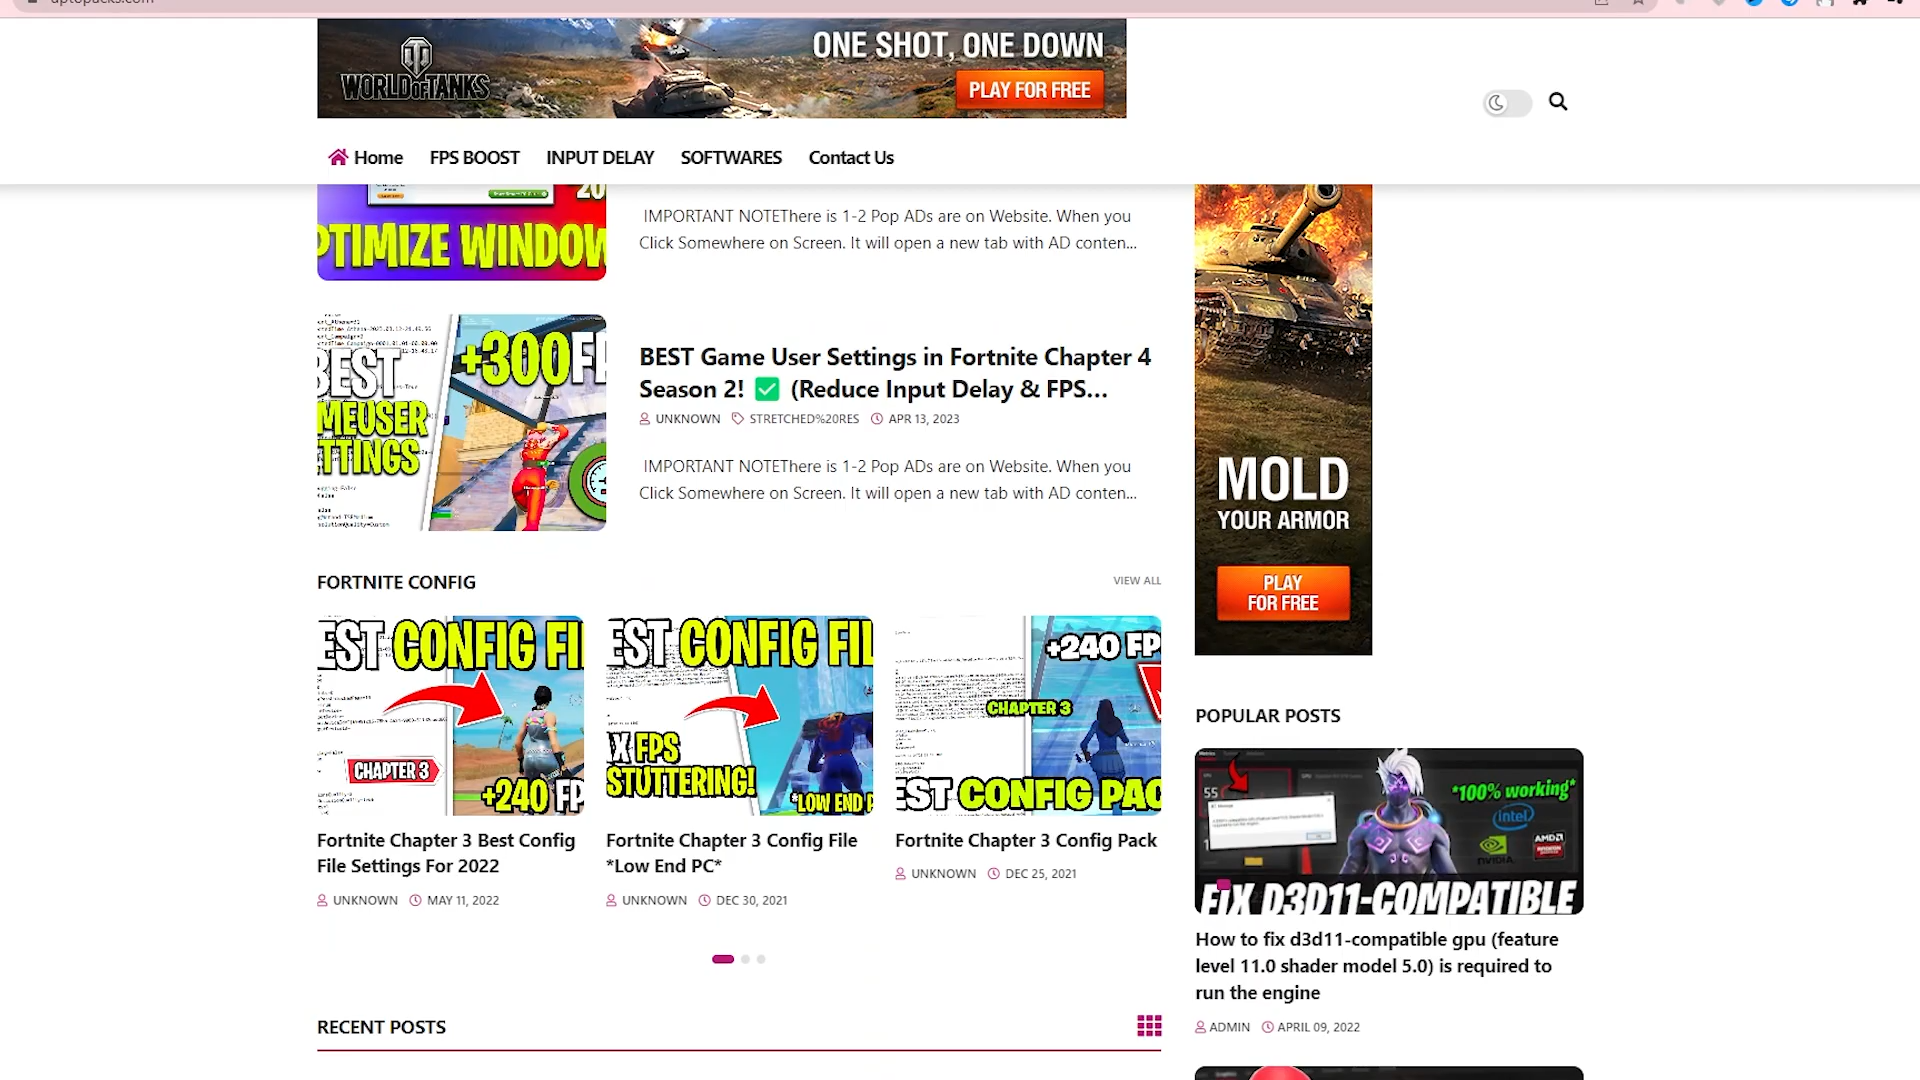 WORLD OF TANKS
ONE SHOT, ONE DOWN
PLAY FOR FREE
Home
FPS BOOST
INPUT DELAY
SOFTWARES
Contact Us
20
PTIMIZE WINDOW
IMPORTANT NOTEThere is 1-2 Pop ADs are on Website. When you
Click Somewhere on Screen. It will open a new tab with AD conten...
BEST
MEUSER
TTINGS
+300F
BEST Game User Settings in Fortnite Chapter 4
Season 2! ✅ (Reduce Input Delay & FPS...
UNKNOWN STRETCHED%20RES APR 13, 2023
IMPORTANT NOTEThere is 1-2 Pop ADs are on Website. When you
Click Somewhere on Screen. It will open a new tab with AD conten...
MOLD
YOUR ARMOR
PLAY
FOR FREE
FORTNITE CONFIG
VIEW ALL
EST CONFIG FI
CHAPTER 3
+240 FP
Fortnite Chapter 3 Best Config
File Settings For 2022
UNKNOWN MAY 11, 2022
EST CONFIG FIL
X FPS
STUTTERING!
*LOW END P
Fortnite Chapter 3 Config File
*Low End PC*
UNKNOWN DEC 30, 2021
+240 FP
CHAPTER 3
EST CONFIG PAC
Fortnite Chapter 3 Config Pack
UNKNOWN DEC 25, 2021
RECENT POSTS
POPULAR POSTS
55
*100% working*
intel
NVIDIA
AMD
FIX D3D11-COMPATIBLE
How to fix d3d11-compatible gpu (feature
level 11.0 shader model 5.0) is required to
run the engine
ADMIN APRIL 09, 2022